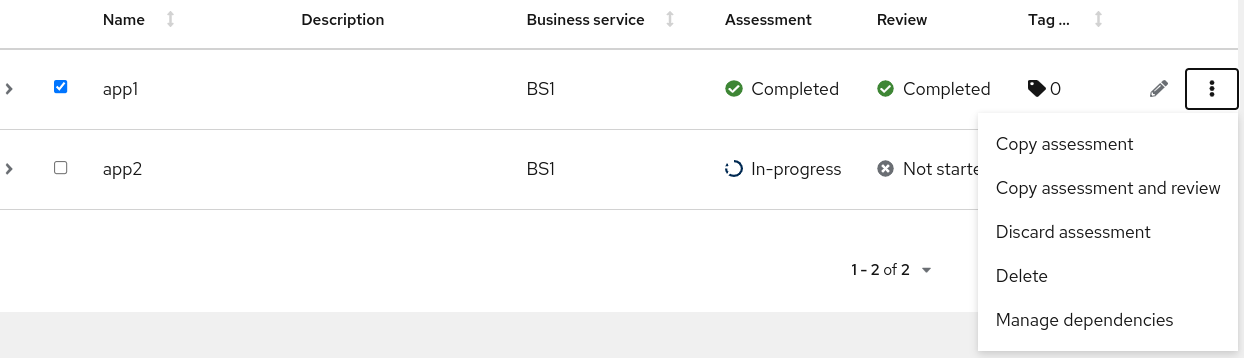 Name Description Business service Assessment Review Tag ...
app1 BS1 Completed Completed 0
Copy assessment
app2 BS1 In-progress Not starte
Copy assessment and review
Discard assessment
1 - 2 of 2
Delete
Manage dependencies